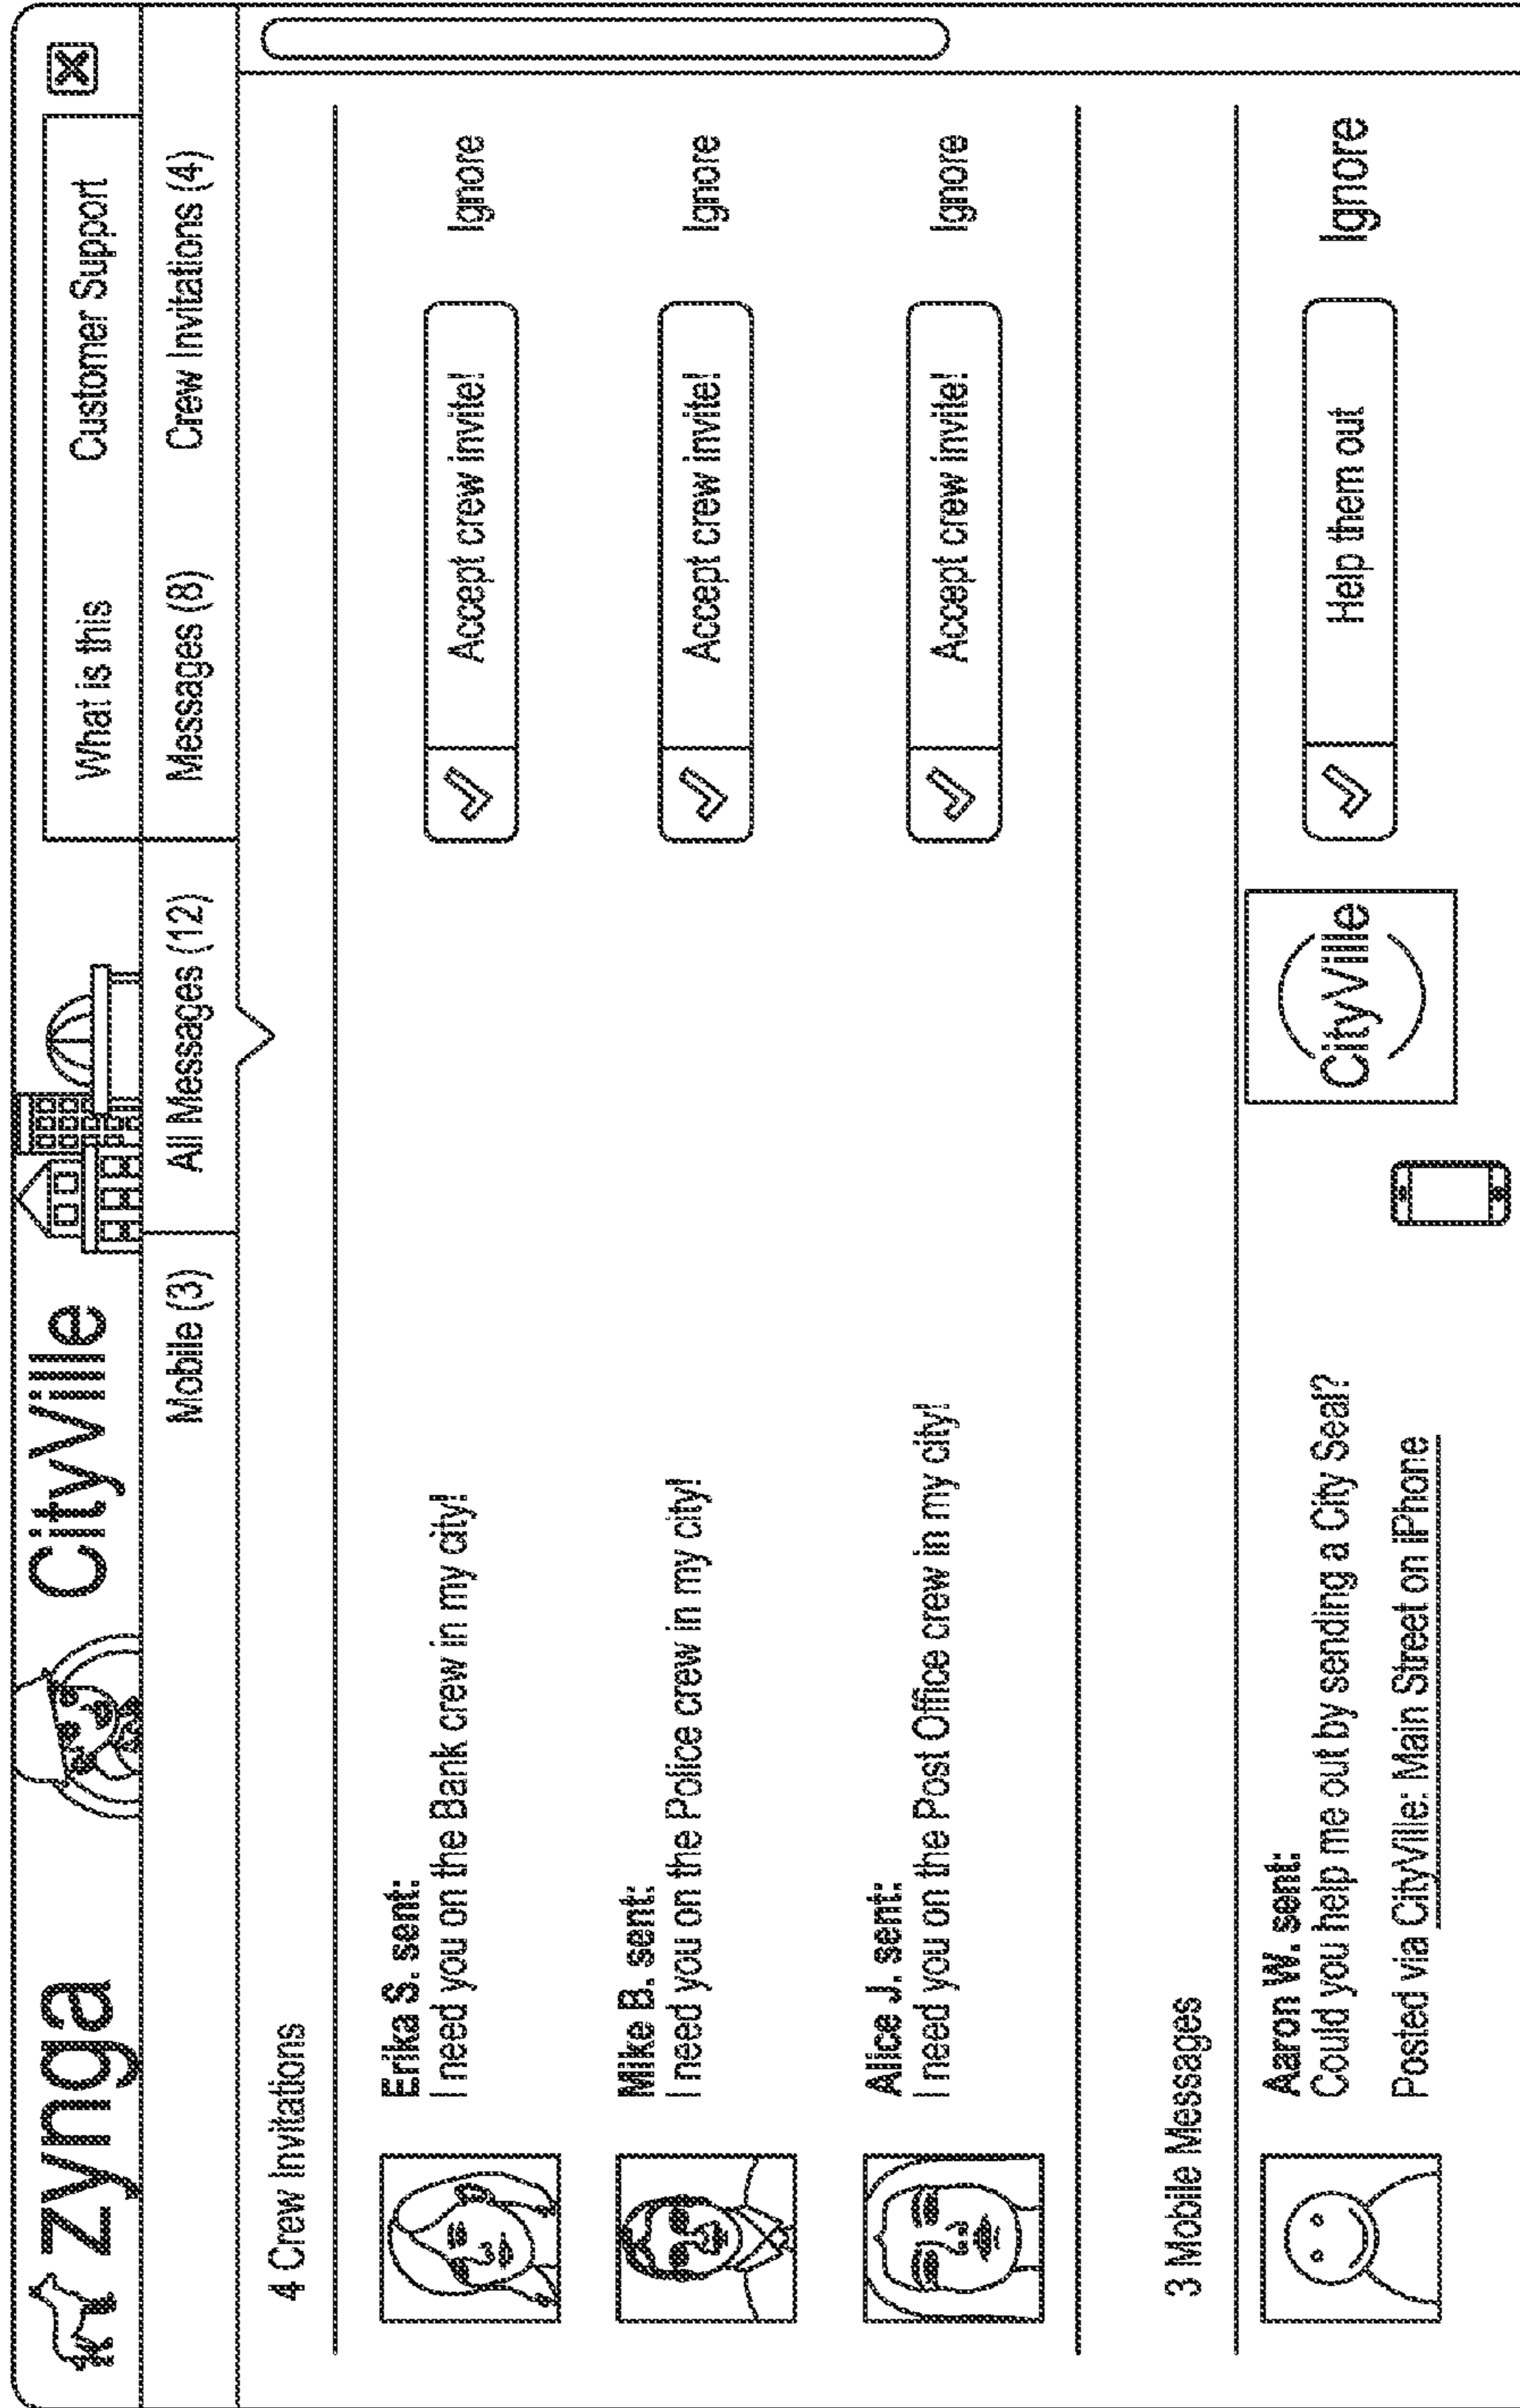 zynga
CityVille
What is this
Customer Support
Mobile (3)
All Messages (12)
Messages (8)
Crew Invitations (4)
4 Crew Invitations
Erika S. sent:
I need you on the Bank crew in my city!
Accept crew invite!
Ignore
Mike B. sent:
I need you on the Police crew in my city!
Accept crew invite!
Ignore
Alice J. sent:
I need you on the Post Office crew in my city!
Accept crew invite!
Ignore
3 Mobile Messages
Aaron W. sent:
Could you help me out by sending a City Seal?
Posted via CityVille: Main Street on iPhone
CityVille
Help them out
Ignore